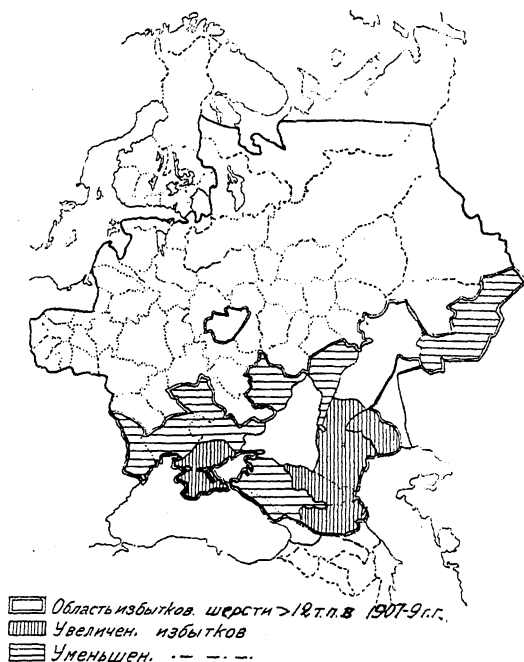 Область избытков. шерсти >12 т.п. в 1907-9 г.г.
Увеличен. избытков
Уменьшен. -- - -- -